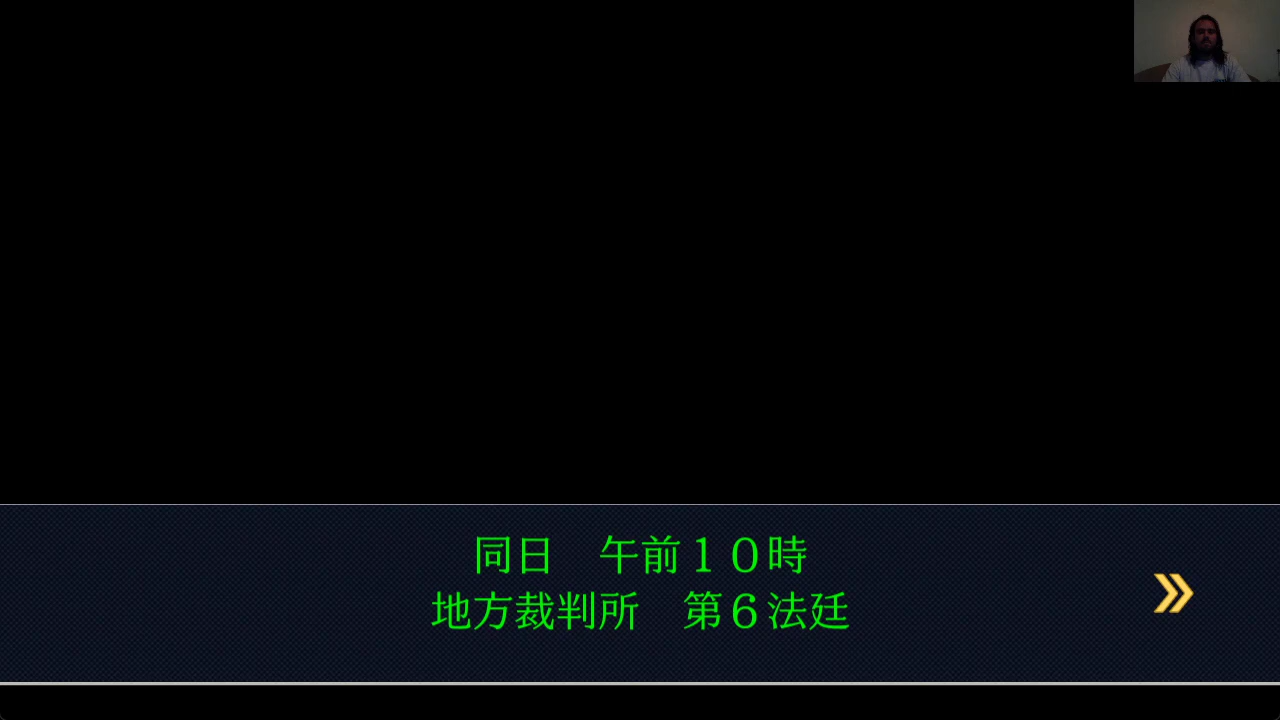 同日　午前１０時
地方裁判所　第６法廷